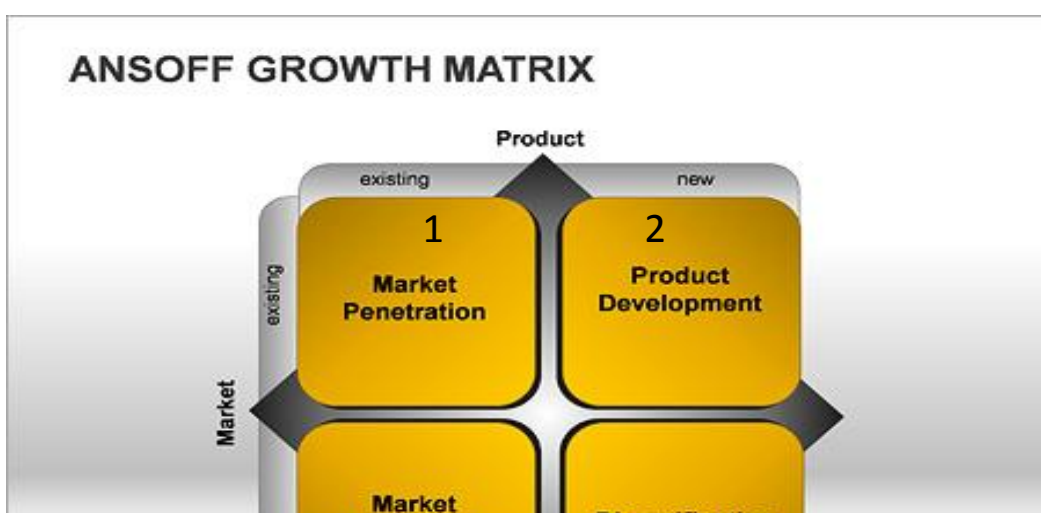 ANSOFF GROWTH MATRIX
Product
existing
new
1
2
Market
Penetration
Product
Development
existing
Market
Market